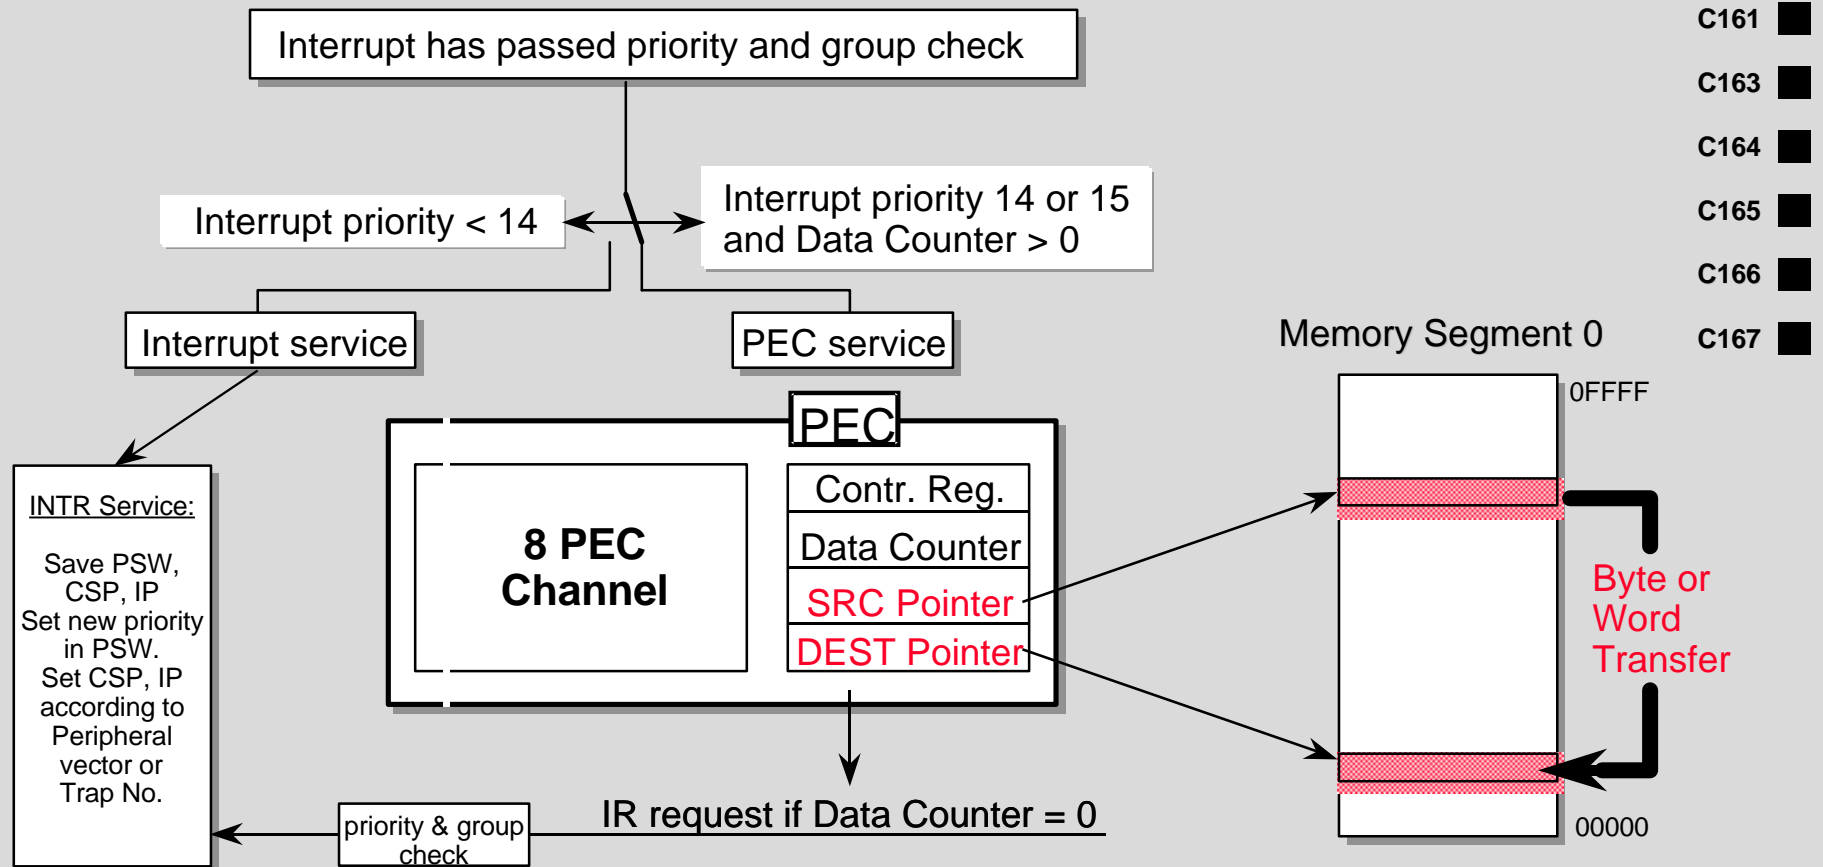 Interrupt has passed priority and group check
C161
C163
C164
C165
C166
C167
Interrupt priority < 14
Interrupt priority 14 or 15
and Data Counter > 0
Interrupt service
PEC service
Memory Segment 0
0FFFF
PEC
INTR Service:
Save PSW,
CSP, IP
Set new priority
in PSW.
Set CSP, IP
according to
Peripheral
vector or
Trap No.
8 PEC
Channel
Contr. Reg.
Data Counter
SRC Pointer
DEST Pointer
Byte or
Word
Transfer
IR request if Data Counter = 0
priority & group
check
00000